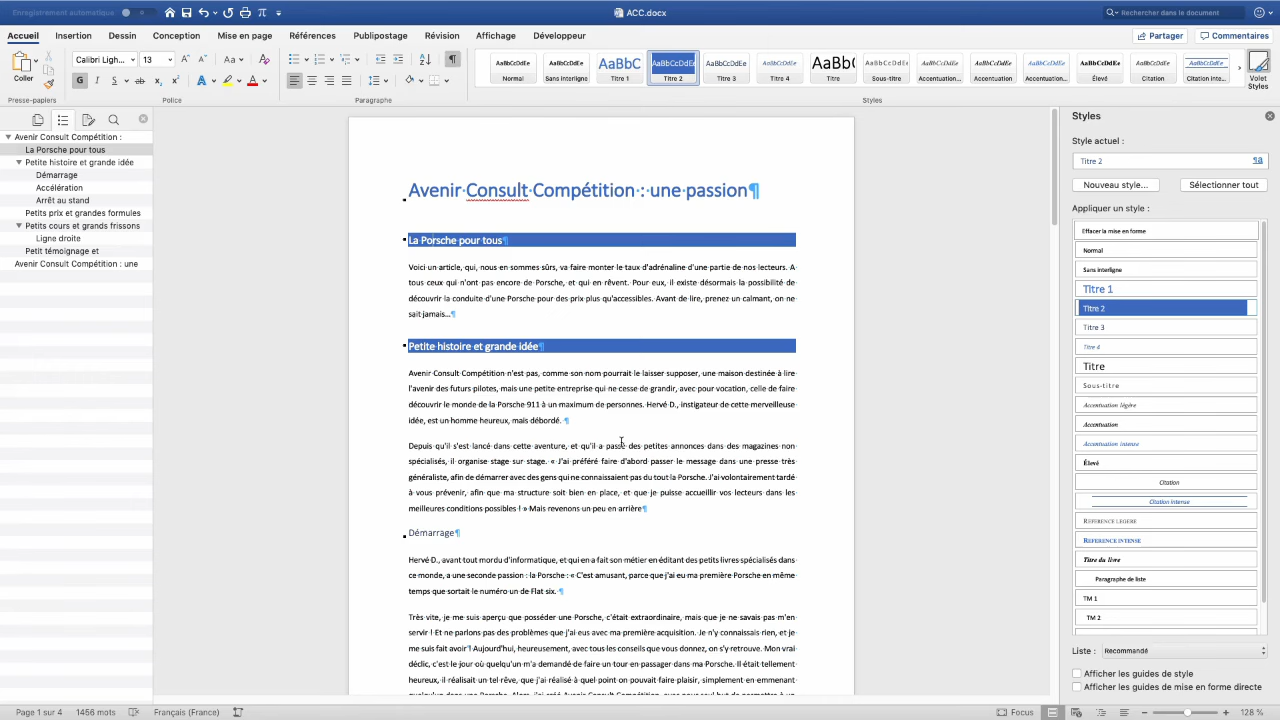 Enregistrement automatique
ACC.docx
Rechercher dans le document
Accueil Insertion Dessin Conception Mise en page Références Publipostage Révision Affichage Développeur
Partager Commentaires
Coller
Calibri Ligh... 13
G I S ab X₂ X²
Presse-papiers Police Paragraphe Styles
AaBbCcDdEe Normal
AaBbCcDdEe Sans interligne
AaBbC Titre 1
AaBbCcDdEe Titre 2
AaBbCcDdEe Titre 3
AaBbCcDdEe Titre 4
AaBb( Titre
AaBbCcDdEe Sous-titre
AaBbCcDdEe Accentuation...
AaBbCcDdEe Accentuation
AaBbCcDdEe Accentuation...
AaBbCcDdEe Élevé
AaBbCcDdEe Citation
AaBbCcDdEe Citation inte...
Volet
Styles
Avenir Consult Compétition :
La Porsche pour tous
Petite histoire et grande idée
Démarrage
Accélération
Arrêt au stand
Petits prix et grandes formules
Petits cours et grands frissons
Ligne droite
Petit témoignage et
Avenir Consult Compétition : une
Avenir·Consult·Compétition·:·une·passion¶
La Porsche pour tous¶
Voici un article, qui, nous en sommes sûrs, va faire monter le taux d'adrénaline d'une partie de nos lecteurs. A
tous ceux qui n'ont pas encore de Porsche, et qui en rêvent. Pour eux, il existe désormais la possibilité de
découvrir la conduite d'une Porsche pour des prix plus qu'accessibles. Avant de lire, prenez un calmant, on ne
sait jamais...¶
Petite histoire et grande idée¶
Avenir Consult Compétition n'est pas, comme son nom pourrait le laisser supposer, une maison destinée à lire
l'avenir des futurs pilotes, mais une petite entreprise qui ne cesse de grandir, avec pour vocation, celle de faire
découvrir le monde de la Porsche 911 à un maximum de personnes. Hervé D., instigateur de cette merveilleuse
idée, est un homme heureux, mais débordé. ¶
Depuis qu'il s'est lancé dans cette aventure, et qu'il a passé des petites annonces dans des magazines non
spécialisés, il organise stage sur stage. « J'ai préféré faire d'abord passer le message dans une presse très
généraliste, afin de démarrer avec des gens qui ne connaissaient pas du tout la Porsche. J'ai volontairement tardé
à vous prévenir, afin que ma structure soit bien en place, et que je puisse accueillir vos lecteurs dans les
meilleures conditions possibles ! » Mais revenons un peu en arrière¶
Démarrage¶
Hervé D., avant tout mordu d'informatique, et qui en a fait son métier en éditant des petits livres spécialisés dans
ce monde, a une seconde passion : la Porsche : « C'est amusant, parce que j'ai eu ma première Porsche en même
temps que sortait le numéro un de Flat six. ¶
Très vite, je me suis aperçu que posséder une Porsche, c'était extraordinaire, mais que je ne savais pas m'en
servir ! Et ne parlons pas des problèmes que j'ai eus avec ma première acquisition. Je n'y connaissais rien, et je
me suis fait avoir ! Aujourd'hui, heureusement, avec tous les conseils que vous donnez, on s'y retrouve. Mon vrai
déclic, c'est le jour où quelqu'un m'a demandé de faire un tour en passager dans ma Porsche. Il était tellement
heureux, il réalisait un tel rêve, que j'ai réalisé à quel point on pouvait faire plaisir, simplement en emmenant
Styles
Style actuel :
Titre 2
Nouveau style... Sélectionner tout
Appliquer un style :
Effacer la mise en forme
Normal
Sans interligne
Titre 1
Titre 2
Titre 3
Titre 4
Titre
Sous-titre
Accentuation légère
Accentuation
Accentuation intense
Élevé
Citation
Citation intense
REFERENCE LEGERE
REFERENCE INTENSE
Titre du livre
Paragraphe de liste
TM 1
TM 2
Liste : Recommandé
Afficher les guides de style
Afficher les guides de mise en forme directe
Page 1 sur 4 1456 mots Français (France) Focus 128 %